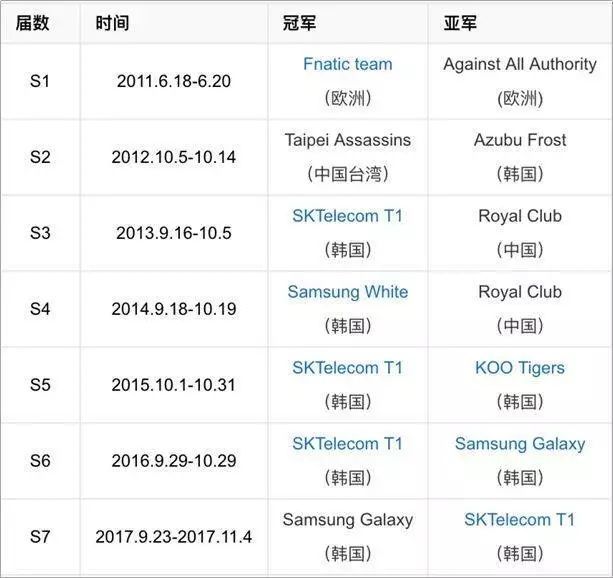 届数 时间 冠军 亚军
S1 2011.6.18-6.20 Fnatic team Against All Authority
（欧洲） (欧洲)
S2 2012.10.5-10.14 Taipei Assassins Azubu Frost
（中国台湾） （韩国）
S3 2013.9.16-10.5 SKTelecom T1 Royal Club
（韩国） （中国）
S4 2014.9.18-10.19 Samsung White Royal Club
（韩国） （中国）
S5 2015.10.1-10.31 SKTelecom T1 KOO Tigers
（韩国） （韩国）
S6 2016.9.29-10.29 SKTelecom T1 Samsung Galaxy
（韩国） （韩国）
S7 2017.9.23-2017.11.4 Samsung Galaxy SKTelecom T1
（韩国） （韩国）